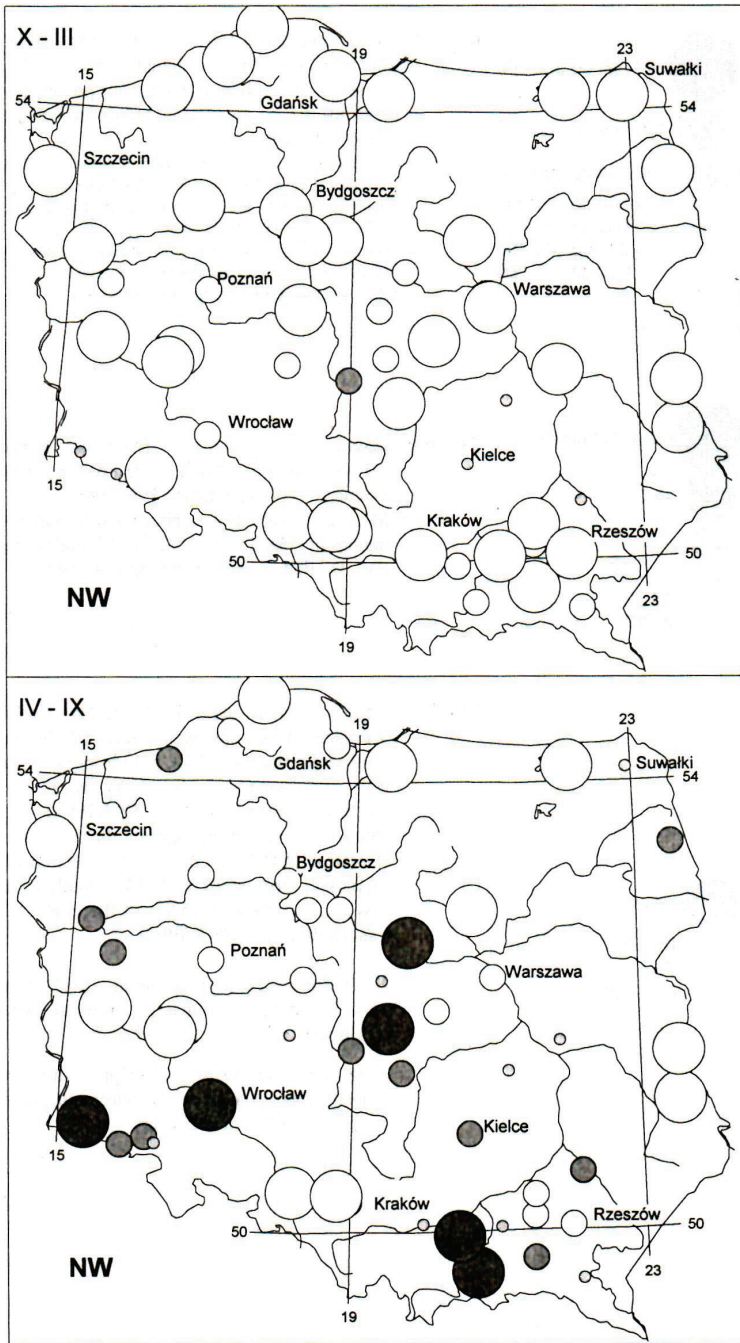 X - III
15
19
23
Suwałki
54
Gdańsk
54
Szczecin
Bydgoszcz
Poznań
Warszawa
Wrocław
Kielce
15
Kraków
Rzeszów
50
50
NW
23
19
IV - IX
15
19
23
54
Gdańsk
Suwałki
54
Szczecin
Bydgoszcz
Poznań
Warszawa
Wrocław
Kielce
15
Kraków
Rzeszów
50
50
NW
23
19